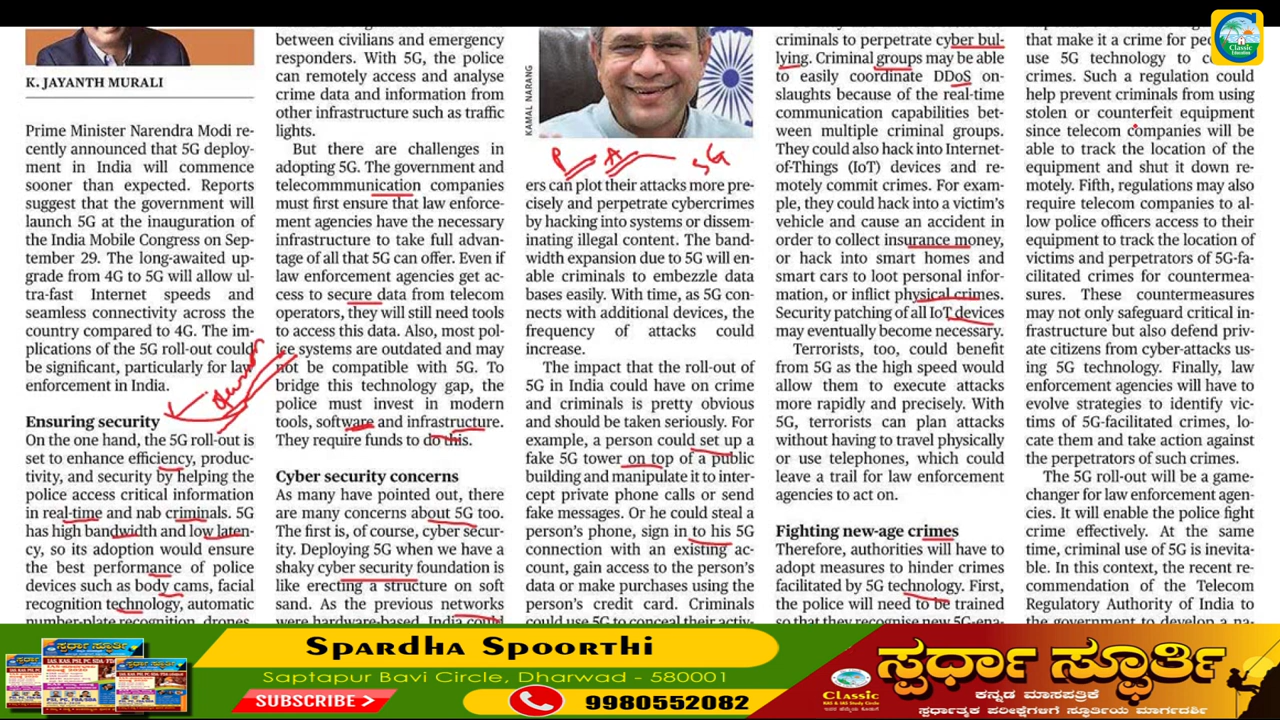 K. JAYANTH MURALI
Prime Minister Narendra Modi re-
cently announced that 5G deploy-
ment in India will commence
sooner than expected. Reports
suggest that the government will
launch 5G at the inauguration of
the India Mobile Congress on Sep-
tember 29. The long-awaited up-
grade from 4G to 5G will allow ul-
tra-fast Internet speeds and
seamless connectivity across the
country compared to 4G. The im-
plications of the 5G roll-out could
be significant, particularly for law
enforcement in India.
Ensuring security
On the one hand, the 5G roll-out is
set to enhance efficiency, produc-
tivity, and security by helping the
police access critical information
in real-time and nab criminals. 5G
has high bandwidth and low laten-
cy, so its adoption would ensure
the best performance of police
devices such as body cams, facial
recognition technology, automatic
number-plate recognition, drones,
between civilians and emergency
responders. With 5G, the police
can remotely access and analyse
crime data and information from
other infrastructure such as traffic
lights.
But there are challenges in
adopting 5G. The government and
telecommmunication companies
must first ensure that law enforce-
ment agencies have the necessary
infrastructure to take full advan-
tage of all that 5G can offer. Even if
law enforcement agencies get ac-
cess to secure data from telecom
operators, they will still need tools
to access this data. Also, most pol-
ice systems are outdated and may
not be compatible with 5G. To
bridge this technology gap, the
police must invest in modern
tools, software and infrastructure.
They require funds to do this.
Cyber security concerns
As many have pointed out, there
are many concerns about 5G too.
The first is, of course, cyber secur-
ity. Deploying 5G when we have a
shaky cyber security foundation is
like erecting a structure on soft
sand. As the previous networks
were hardware-based, India could
KAMAL NARANG
5G
ers can plot their attacks more pre-
cisely and perpetrate cybercrimes
by hacking into systems or dissem-
inating illegal content. The band-
width expansion due to 5G will en-
able criminals to embezzle data
bases easily. With time, as 5G con-
nects with additional devices, the
frequency of attacks could
increase.
The impact that the roll-out of
5G in India could have on crime
and criminals is pretty obvious
and should be taken seriously. For
example, a person could set up a
fake 5G tower on top of a public
building and manipulate it to inter-
cept private phone calls or send
fake messages. Or he could steal a
person's phone, sign in to his 5G
connection with an existing ac-
count, gain access to the person's
data or make purchases using the
person's credit card. Criminals
could use 5G to conceal their activ-
criminals to perpetrate cyber bul-
lying. Criminal groups may be able
to easily coordinate DDoS on-
slaughts because of the real-time
communication capabilities bet-
ween multiple criminal groups.
They could also hack into Internet-
of-Things (IoT) devices and re-
motely commit crimes. For exam-
ple, they could hack into a victim's
vehicle and cause an accident in
order to collect insurance money,
or hack into smart homes and
smart cars to loot personal infor-
mation, or inflict physical crimes.
Security patching of all IoT devices
may eventually become necessary.
Terrorists, too, could benefit
from 5G as the high speed would
allow them to execute attacks
more rapidly and precisely. With
5G, terrorists can plan attacks
without having to travel physically
or use telephones, which could
leave a trail for law enforcement
agencies to act on.
Fighting new-age crimes
Therefore, authorities will have to
adopt measures to hinder crimes
facilitated by 5G technology. First,
the police will need to be trained
so that they recognise new 5G-ena-
that make it a crime for
use 5G technology to
crimes. Such a regulation could
help prevent criminals from using
stolen or counterfeit equipment
since telecom companies will be
able to track the location of the
equipment and shut it down re-
motely. Fifth, regulations may also
require telecom companies to al-
low police officers access to their
equipment to track the location of
victims and perpetrators of 5G-fa-
cilitated crimes for countermea-
sures. These countermeasures
may not only safeguard critical in-
frastructure but also defend priv-
ate citizens from cyber-attacks us-
ing 5G technology. Finally, law
enforcement agencies will have to
evolve strategies to identify vic-
tims of 5G-facilitated crimes, lo-
cate them and take action against
the perpetrators of such crimes.
The 5G roll-out will be a game-
changer for law enforcement agen-
cies. It will enable the police fight
crime effectively. At the same
time, criminal use of 5G is inevita-
ble. In this context, the recent re-
commendation of the Telecom
Regulatory Authority of India to
the government to develop a na-
Classic
Education
SPARDHA SPOORTHI
Saptapur Bavi Circle, Dharwad - 580001
SUBSCRIBE
9980552082
Classic
IAS & KAS Study Circle
ಸ್ಪರ್ಧಾ ಸ್ಫೂರ್ತಿ
ಕನ್ನಡ ಮಾಸಪತ್ರಿಕೆ
ಸ್ಪರ್ಧಾತ್ಮಕ ಪರೀಕ್ಷೆಗಳಿಗೆ ಸ್ಫೂರ್ತಿಯ ಮಾರ್ಗದರ್ಶಿ